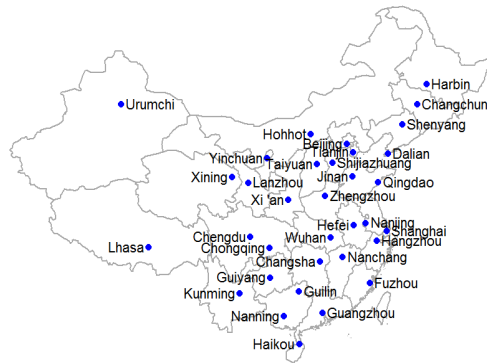 Harbin
Urumchi
Changchun
Shenyang
Hohhot
Beijing
Tianjin
Dalian
Yinchuan
Taiyuan
Shijiazhuang
Xining
Lanzhou
Jinan
Qingdao
Xi 'an
Zhengzhou
Hefei
Nanjing
Shanghai
Chengdu
Wuhan
Hangzhou
Lhasa
Chongqing
Changsha
Nanchang
Guiyang
Kunming
Guilin
Fuzhou
Nanning
Guangzhou
Haikou